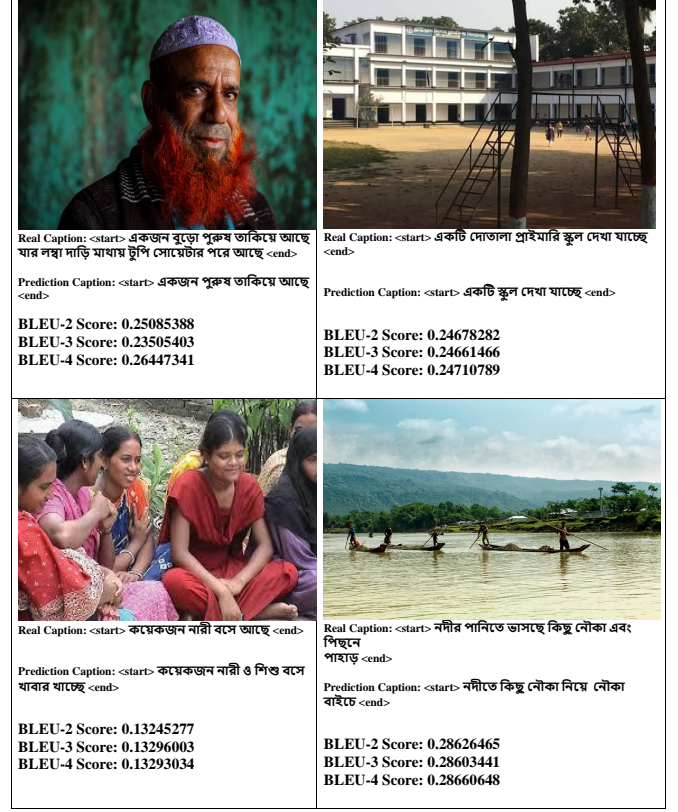 Real Caption: <start> একজন বুড়ো পুরুষ তাকিয়ে আছে
যার লম্বা দাড়ি মাথায় টুপি সোয়েটার পরে আছে <end>
Prediction Caption: <start> একজন পুরুষ তাকিয়ে আছে
<end>
BLEU-2 Score: 0.25085388
BLEU-3 Score: 0.23505403
BLEU-4 Score: 0.26447341
Real Caption: <start> একটি দোতালা প্রাইমারি স্কুল দেখা যাচ্ছে
<end>
Prediction Caption: <start> একটি স্কুল দেখা যাচ্ছে <end>
BLEU-2 Score: 0.24678282
BLEU-3 Score: 0.24661466
BLEU-4 Score: 0.24710789
Real Caption: <start> কয়েকজন নারী বসে আছে <end>
Prediction Caption: <start> কয়েকজন নারী ও শিশু বসে
খাবার খাচ্ছে <end>
BLEU-2 Score: 0.13245277
BLEU-3 Score: 0.13296003
BLEU-4 Score: 0.13293034
Real Caption: <start> নদীর পানিতে ভাসছে কিছু নৌকা এবং
পিছনে
পাহাড় <end>
Prediction Caption: <start> নদীতে কিছু নৌকা নিয়ে নৌকা
বাইচে <end>
BLEU-2 Score: 0.28626465
BLEU-3 Score: 0.28603441
BLEU-4 Score: 0.28660648